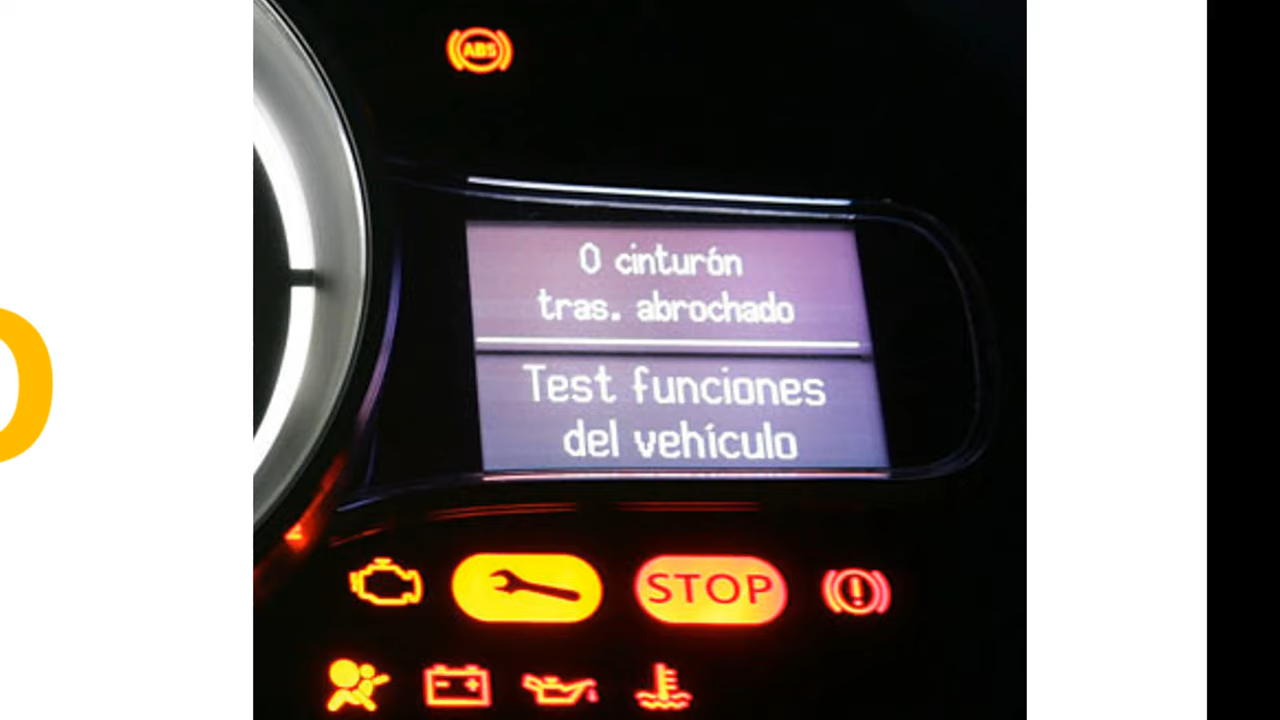 ABS
0 cinturón
tras. abrochado
Test funciones
del vehículo
STOP